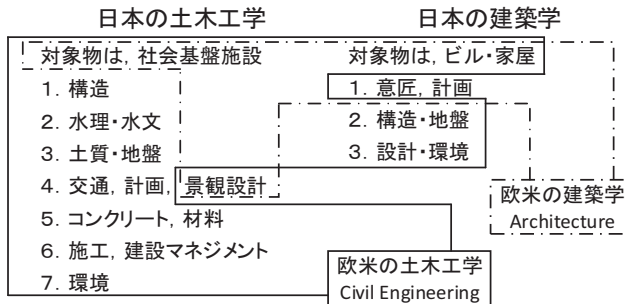 日本の土木工学
対象物は, 社会基盤施設
1. 構造
2. 水理・水文
3. 土質・地盤
4. 交通, 計画, 景観設計
5. コンクリート, 材料
6. 施工, 建設マネジメント
7. 環境
日本の建築学
対象物は, ビル・家屋
1. 意匠, 計画
2. 構造・地盤
3. 設計・環境
欧米の建築学
Architecture
欧米の土木工学
Civil Engineering